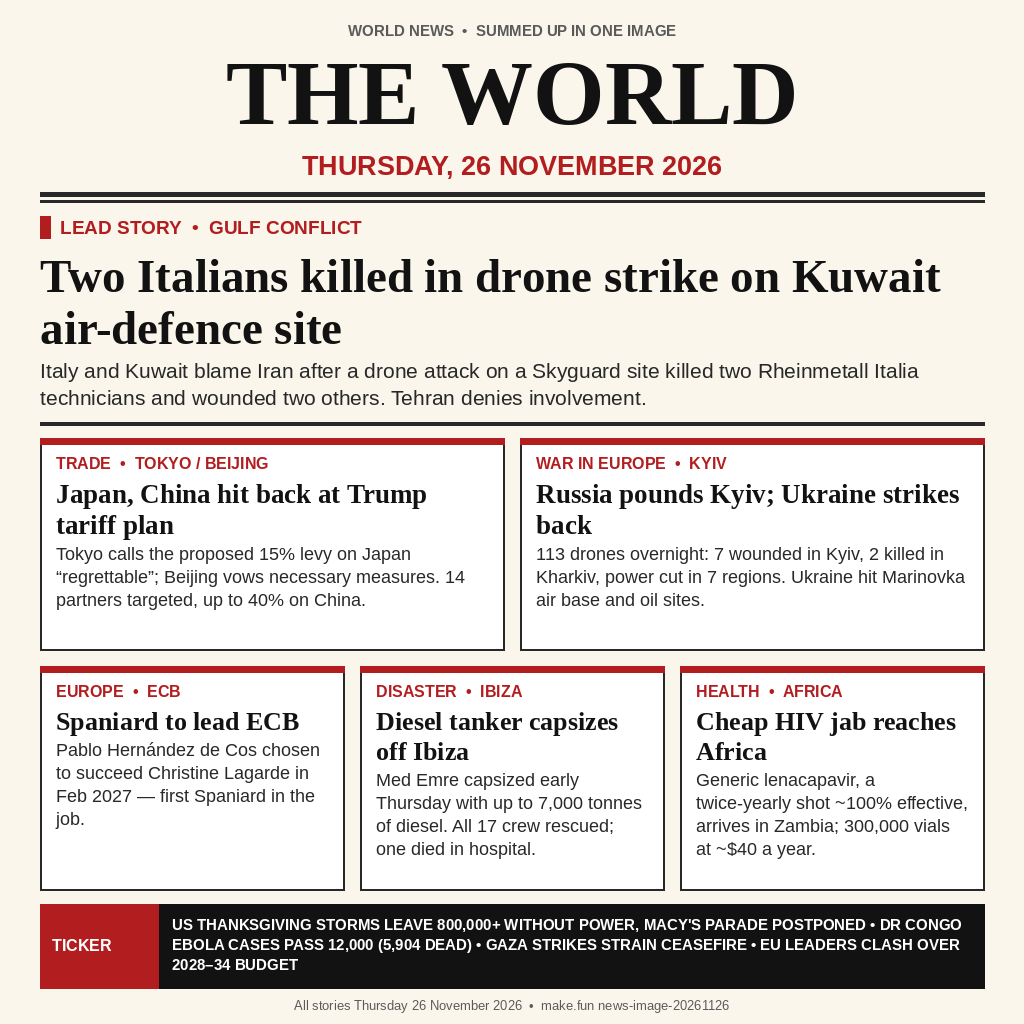 WORLD NEWS • SUMMED UP IN ONE IMAGE
THE WORLD
THURSDAY, 26 NOVEMBER 2026
LEAD STORY • GULF CONFLICT
Two Italians killed in drone strike on Kuwait
air-defence site
Italy and Kuwait blame Iran after a drone attack on a Skyguard site killed two Rheinmetall Italia
technicians and wounded two others. Tehran denies involvement.
TRADE • TOKYO / BEIJING
Japan, China hit back at Trump
tariff plan
Tokyo calls the proposed 15% levy on Japan
“regrettable”; Beijing vows necessary measures. 14
partners targeted, up to 40% on China.
WAR IN EUROPE • KYIV
Russia pounds Kyiv; Ukraine strikes
back
113 drones overnight: 7 wounded in Kyiv, 2 killed in
Kharkiv, power cut in 7 regions. Ukraine hit Marinovka
air base and oil sites.
EUROPE • ECB
Spaniard to lead ECB
Pablo Hernández de Cos chosen
to succeed Christine Lagarde in
Feb 2027 — first Spaniard in the
job.
DISASTER • IBIZA
Diesel tanker capsizes
off Ibiza
Med Emre capsized early
Thursday with up to 7,000 tonnes
of diesel. All 17 crew rescued;
one died in hospital.
HEALTH • AFRICA
Cheap HIV jab reaches
Africa
Generic lenacapavir, a
twice-yearly shot ~100% effective,
arrives in Zambia; 300,000 vials
at ~$40 a year.
TICKER
US THANKSGIVING STORMS LEAVE 800,000+ WITHOUT POWER, MACY'S PARADE POSTPONED • DR CONGO
EBOLA CASES PASS 12,000 (5,904 DEAD) • GAZA STRIKES STRAIN CEASEFIRE • EU LEADERS CLASH OVER
2028–34 BUDGET
All stories Thursday 26 November 2026 • make.fun news-image-20261126